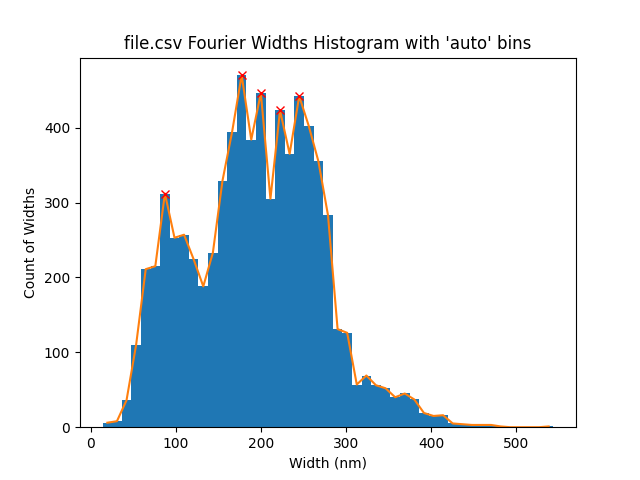 file.csv Fourier Widths Histogram with 'auto' bins
400
300
200
100
0
Count of Widths
0 100 200 300 400 500
Width (nm)